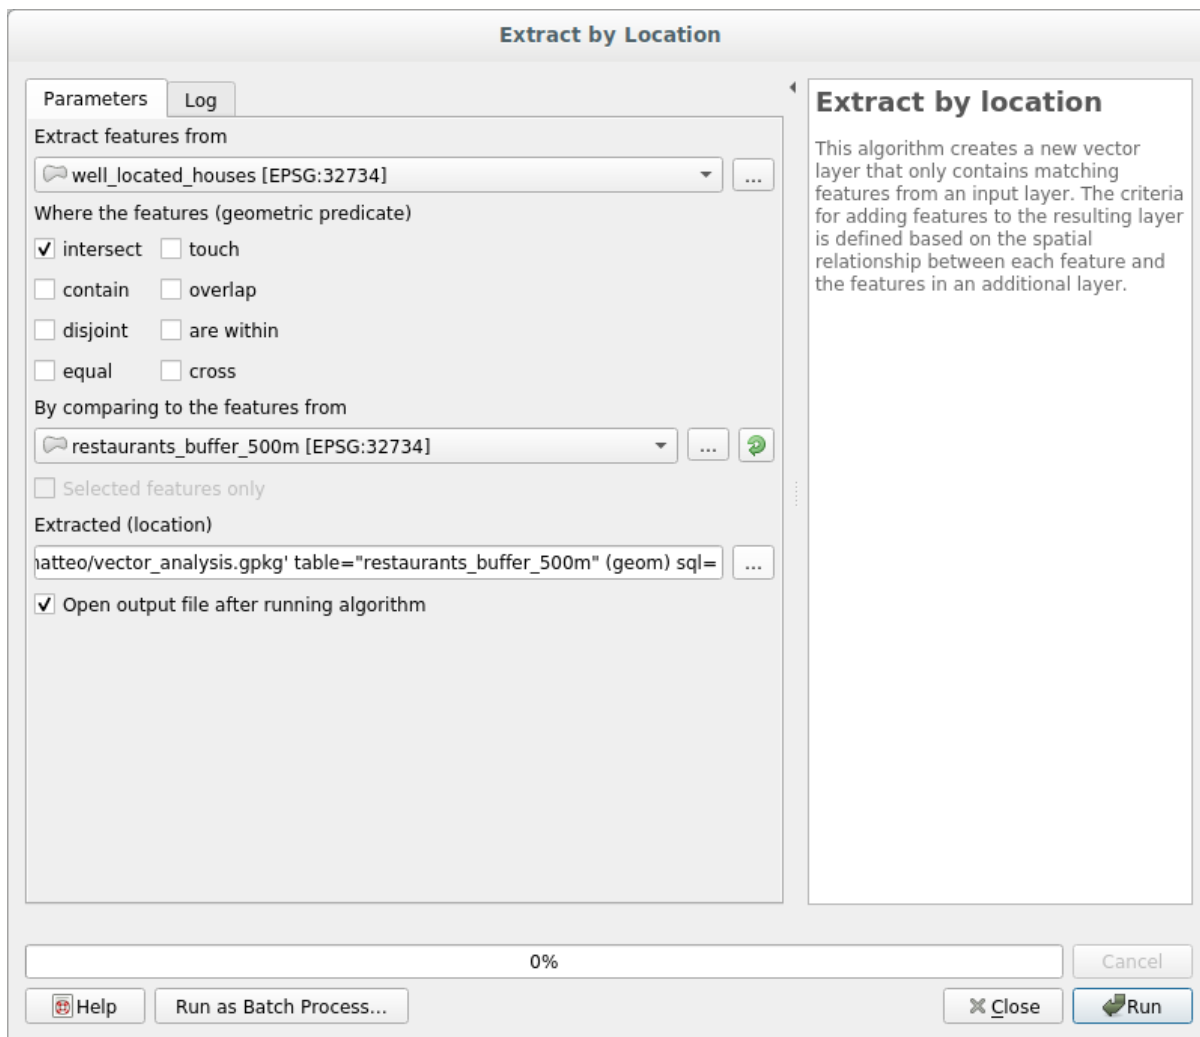 Extract by Location
Parameters
Log
Extract features from
well_located_houses [EPSG:32734]
...
Where the features (geometric predicate)
intersect touch
contain overlap
disjoint are within
equal cross
By comparing to the features from
restaurants_buffer_500m [EPSG:32734]
...
Selected features only
Extracted (location)
natteo/vector_analysis.gpkg' table="restaurants_buffer_500m" (geom) sql=
...
Open output file after running algorithm
Extract by location
This algorithm creates a new vector
layer that only contains matching
features from an input layer. The criteria
for adding features to the resulting layer
is defined based on the spatial
relationship between each feature and
the features in an additional layer.
0%
Cancel
Help
Run as Batch Process...
Close
Run